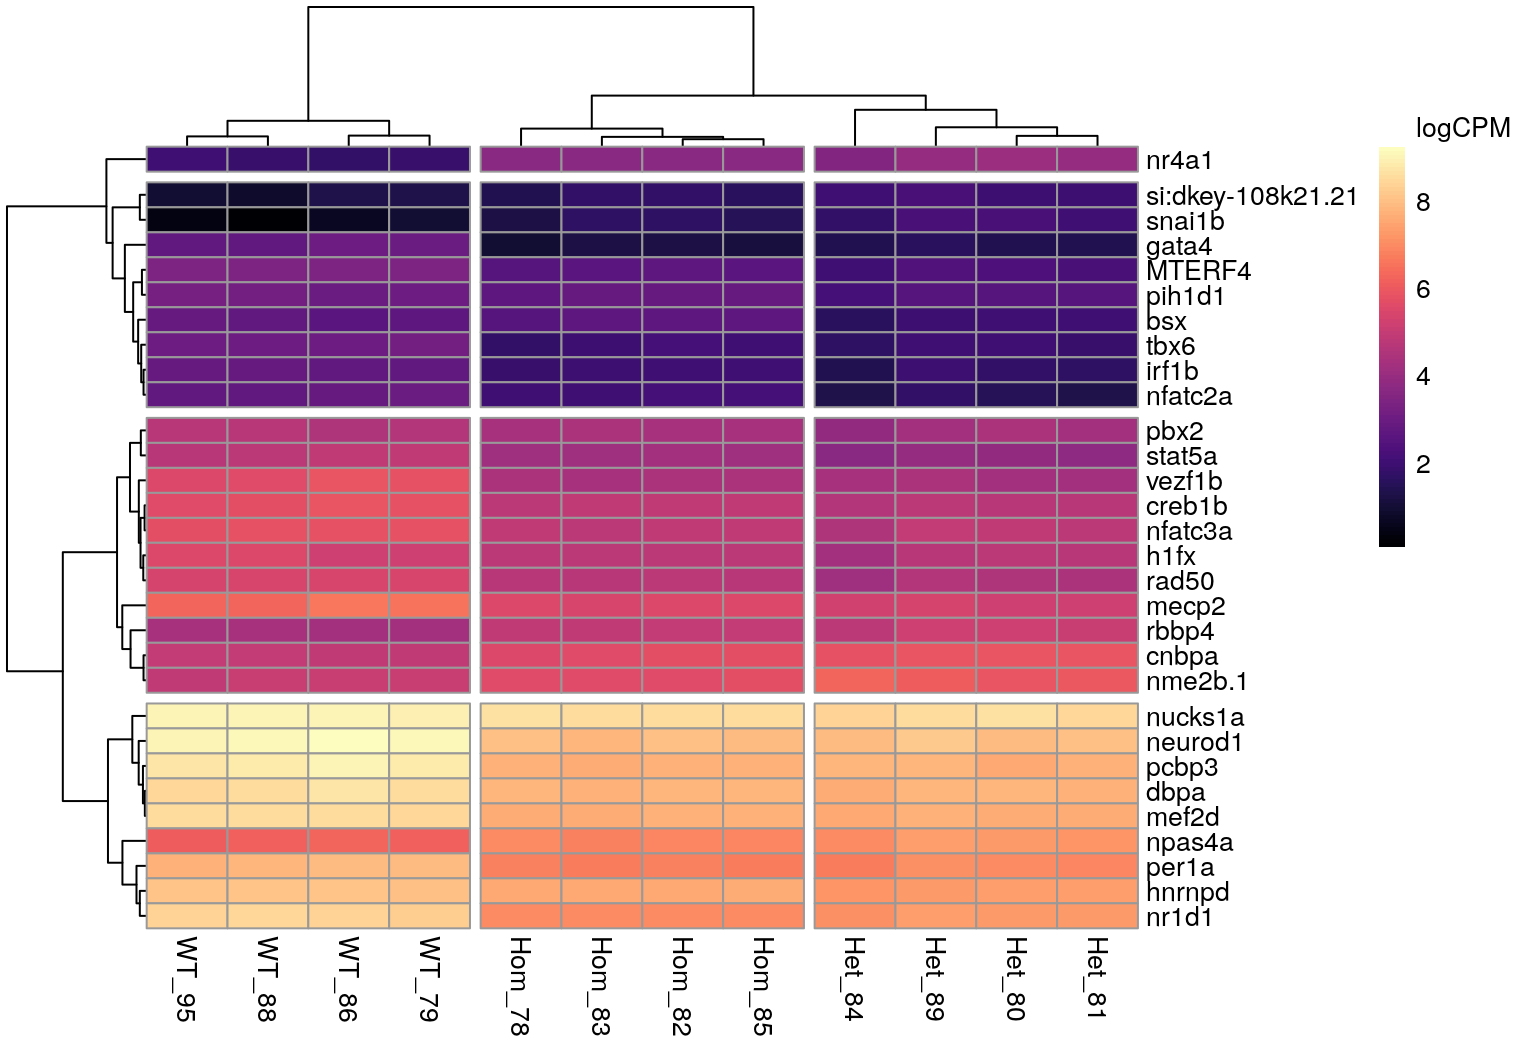 logCPM
8
6
4
2
nr4a1
si:dkey-108k21.21
snai1b
gata4
MTERF4
pih1d1
bsx
tbx6
irf1b
nfatc2a
pbx2
stat5a
vezf1b
creb1b
nfatc3a
h1fx
rad50
mecp2
rbbp4
cnbpa
nme2b.1
nucks1a
neurod1
pcbp3
dbpa
mef2d
npas4a
per1a
hnrnpd
nr1d1
WT_95
WT_88
WT_86
WT_79
Hom_78
Hom_83
Hom_82
Hom_85
Het_84
Het_89
Het_80
Het_81